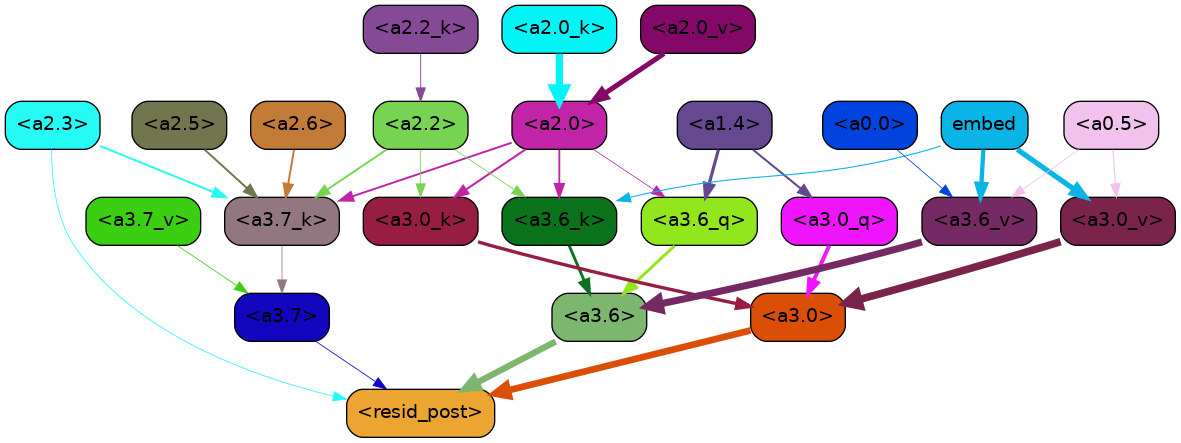 <a2.2_k> <a2.0_k> <a2.0_v>
<a2.3> <a2.5> <a2.6> <a2.2> <a2.0> <a1.4> <a0.0> embed <a0.5>
<a3.7_v> <a3.7_k> <a3.0_k> <a3.6_k> <a3.6_q> <a3.0_q> <a3.6_v> <a3.0_v>
<a3.7> <a3.6> <a3.0>
<resid_post>